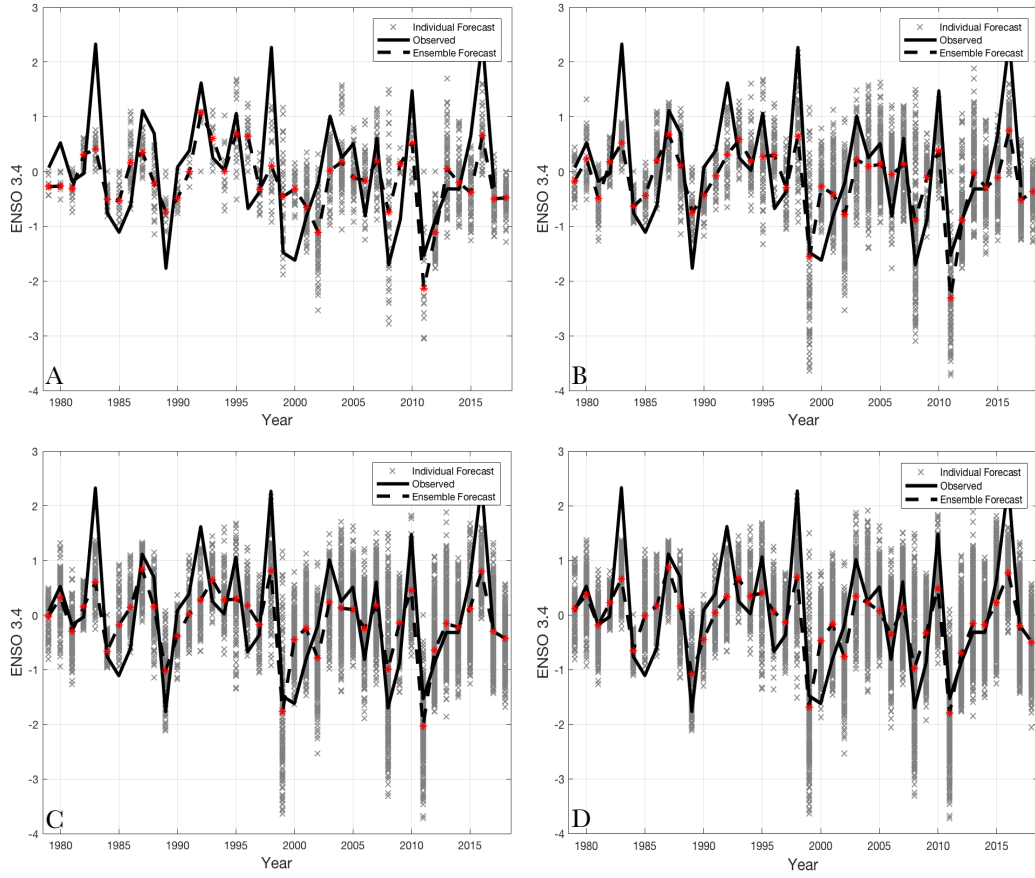 3
2
1
0
-1
-2
-3
-4
ENSO 3.4
1980 1985 1990 1995 2000 2005 2010 2015
Year
Individual Forecast
Observed
Ensemble Forecast
A
3
2
1
0
-1
-2
-3
-4
ENSO 3.4
1980 1985 1990 1995 2000 2005 2010 2015
Year
Individual Forecast
Observed
Ensemble Forecast
B
3
2
1
0
-1
-2
-3
-4
ENSO 3.4
1980 1985 1990 1995 2000 2005 2010 2015
Year
Individual Forecast
Observed
Ensemble Forecast
C
3
2
1
0
-1
-2
-3
-4
ENSO 3.4
1980 1985 1990 1995 2000 2005 2010 2015
Year
Individual Forecast
Observed
Ensemble Forecast
D